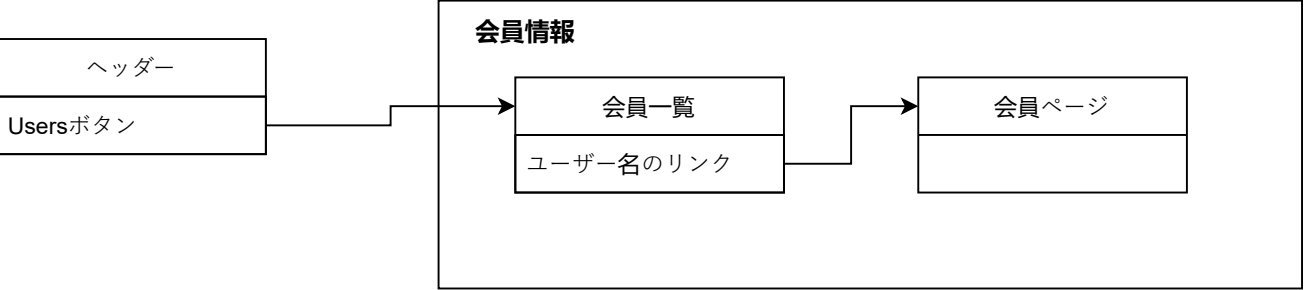 会員情報
ヘッダー
Usersボタン
会員一覧
ユーザー名のリンク
会員ページ